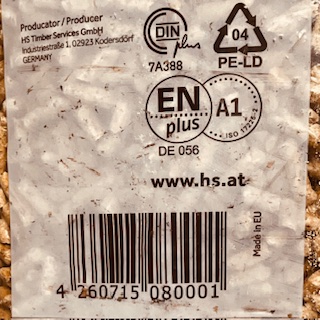 Producator / Producer
HS Timber Services GmbH
Industriestraße 1, 02923 Kodersdorf
GERMANY
DIN
plus
7A388
04
PE-LD
EN
plus
A1
ISO 17225-2
DE 056
www.hs.at
Made in EU
4 260715 080001